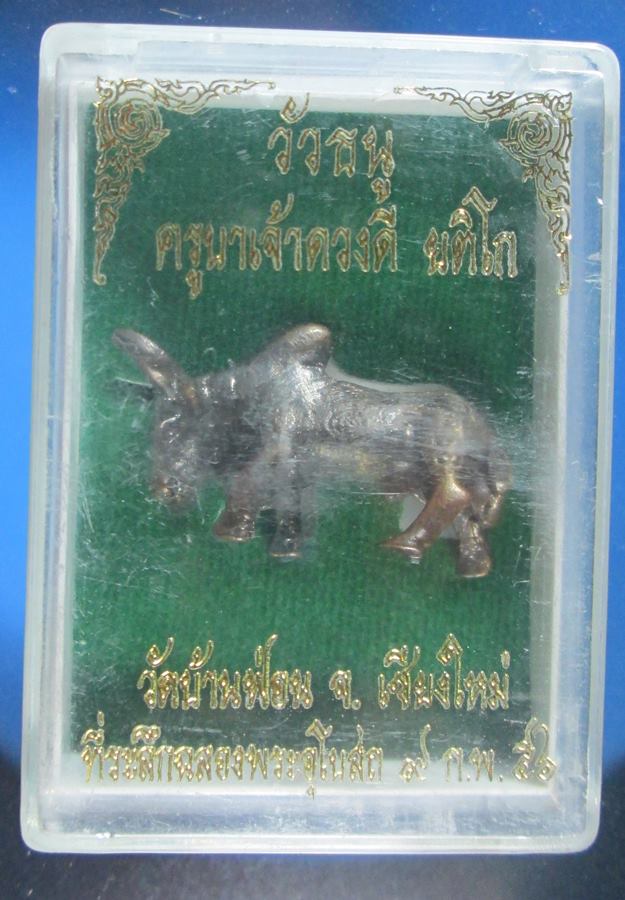 วัวธนู
ครูบาเจ้าดวงดี ยติโก
วัดบ้านฟ่อน จ. เชียงใหม่
ที่ระลึกฉลองพระอุโบสถ ๙ ก.พ. ๕๒